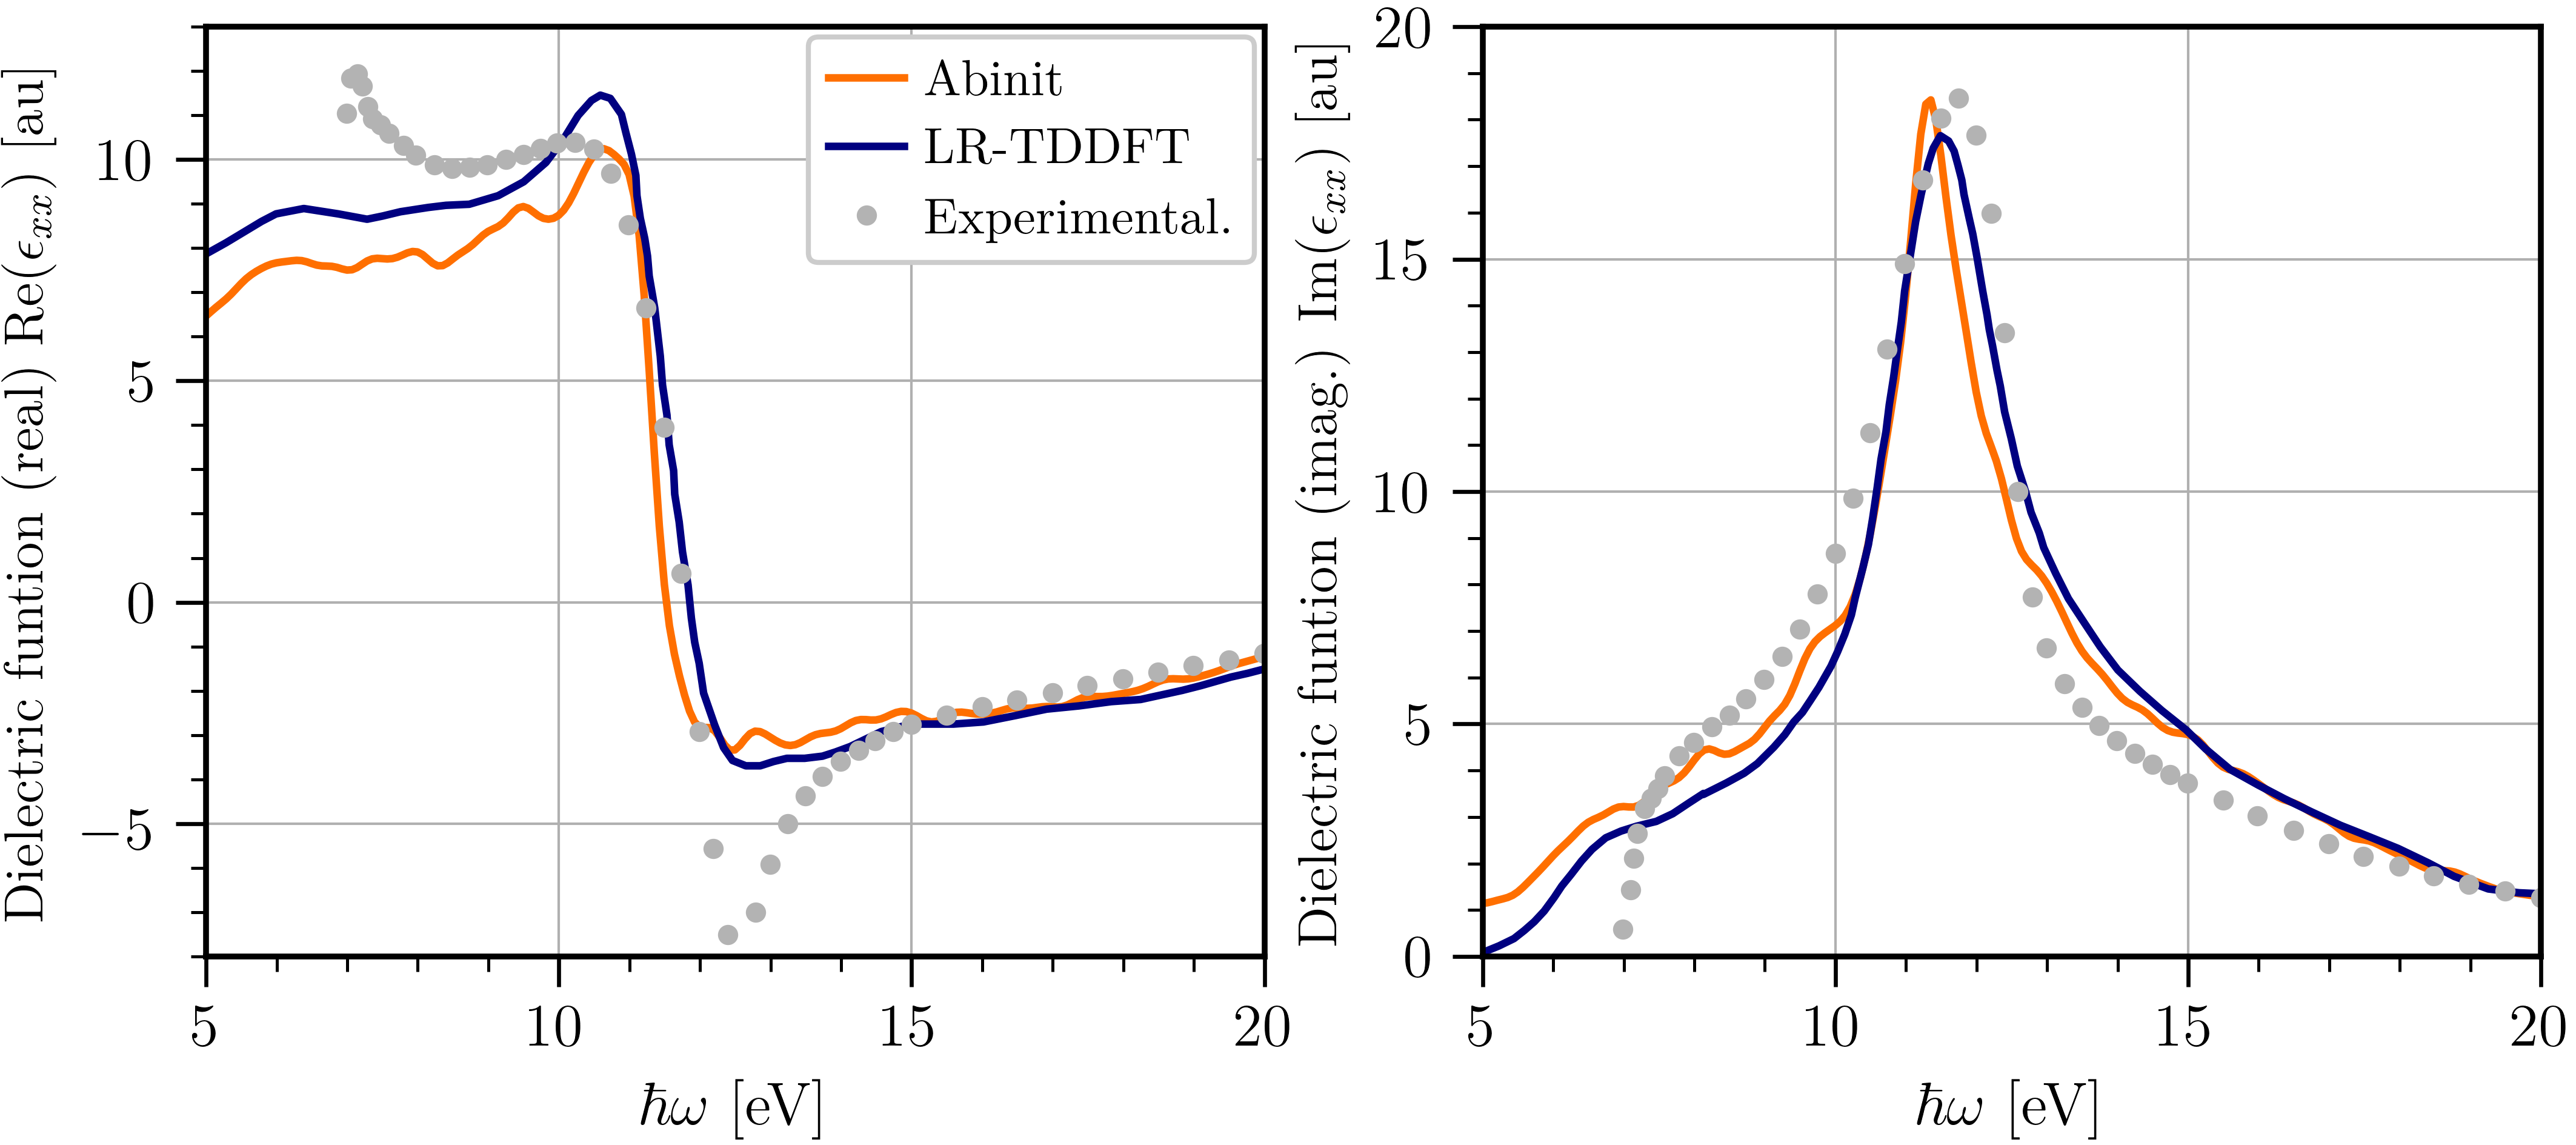 Dielectric funtion (real) Re(ϵxx) [au]
10
5
0
−5
5
10
15
20
ħω [eV]
Abinit
LR-TDDFT
Experimental.
Dielectric funtion (imag.) Im(ϵxx) [au]
20
15
10
5
0
5
10
15
20
ħω [eV]